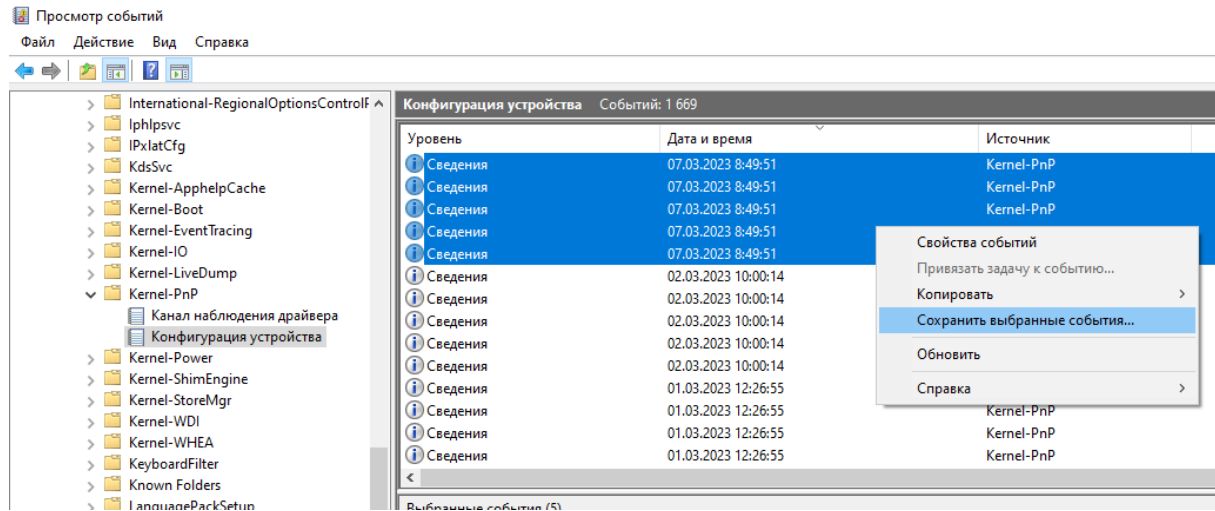 Просмотр событий
Файл Действие Вид Справка
International-RegionalOptionsControlP
Iphlpsvc
IPxlatCfg
KdsSvc
Kernel-ApphelpCache
Kernel-Boot
Kernel-EventTracing
Kernel-IO
Kernel-LiveDump
Kernel-PnP
Канал наблюдения драйвера
Конфигурация устройства
Kernel-Power
Kernel-ShimEngine
Kernel-StoreMgr
Kernel-WDI
Kernel-WHEA
KeyboardFilter
Known Folders
LanguagePackSetup
Конфигурация устройства Событий: 1 669
Уровень Дата и время Источник
Сведения 07.03.2023 8:49:51 Kernel-PnP
Сведения 07.03.2023 8:49:51 Kernel-PnP
Сведения 07.03.2023 8:49:51 Kernel-PnP
Сведения 07.03.2023 8:49:51
Сведения 07.03.2023 8:49:51
Сведения 02.03.2023 10:00:14
Сведения 02.03.2023 10:00:14
Сведения 02.03.2023 10:00:14
Сведения 02.03.2023 10:00:14
Сведения 02.03.2023 10:00:14
Сведения 01.03.2023 12:26:55
Сведения 01.03.2023 12:26:55 Kernel-PnP
Сведения 01.03.2023 12:26:55 Kernel-PnP
Сведения 01.03.2023 12:26:55 Kernel-PnP
Выбранные события (5)
Свойства событий
Привязать задачу к событию...
Копировать
Сохранить выбранные события...
Обновить
Справка